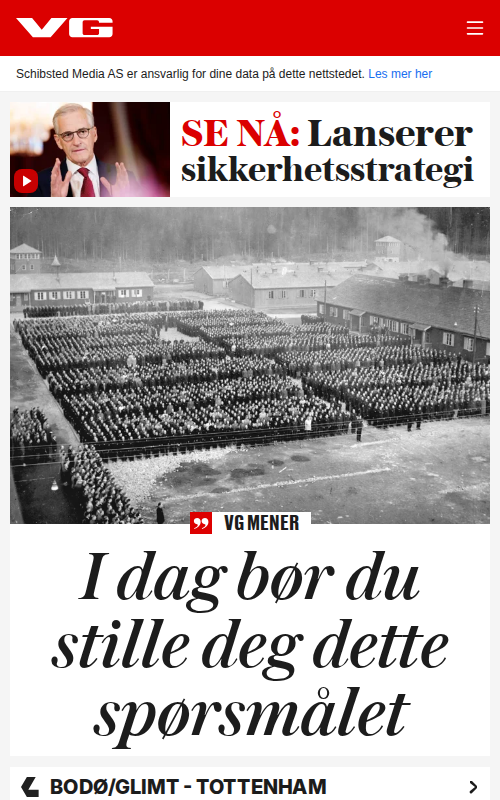 VG
Schibsted Media AS er ansvarlig for dine data på dette nettstedet. Les mer her
SE NÅ: Lanserer
sikkerhetsstrategi
VG MENER
I dag bør du
stille deg dette
spørsmålet
BODØ/GLIMT - TOTTENHAM